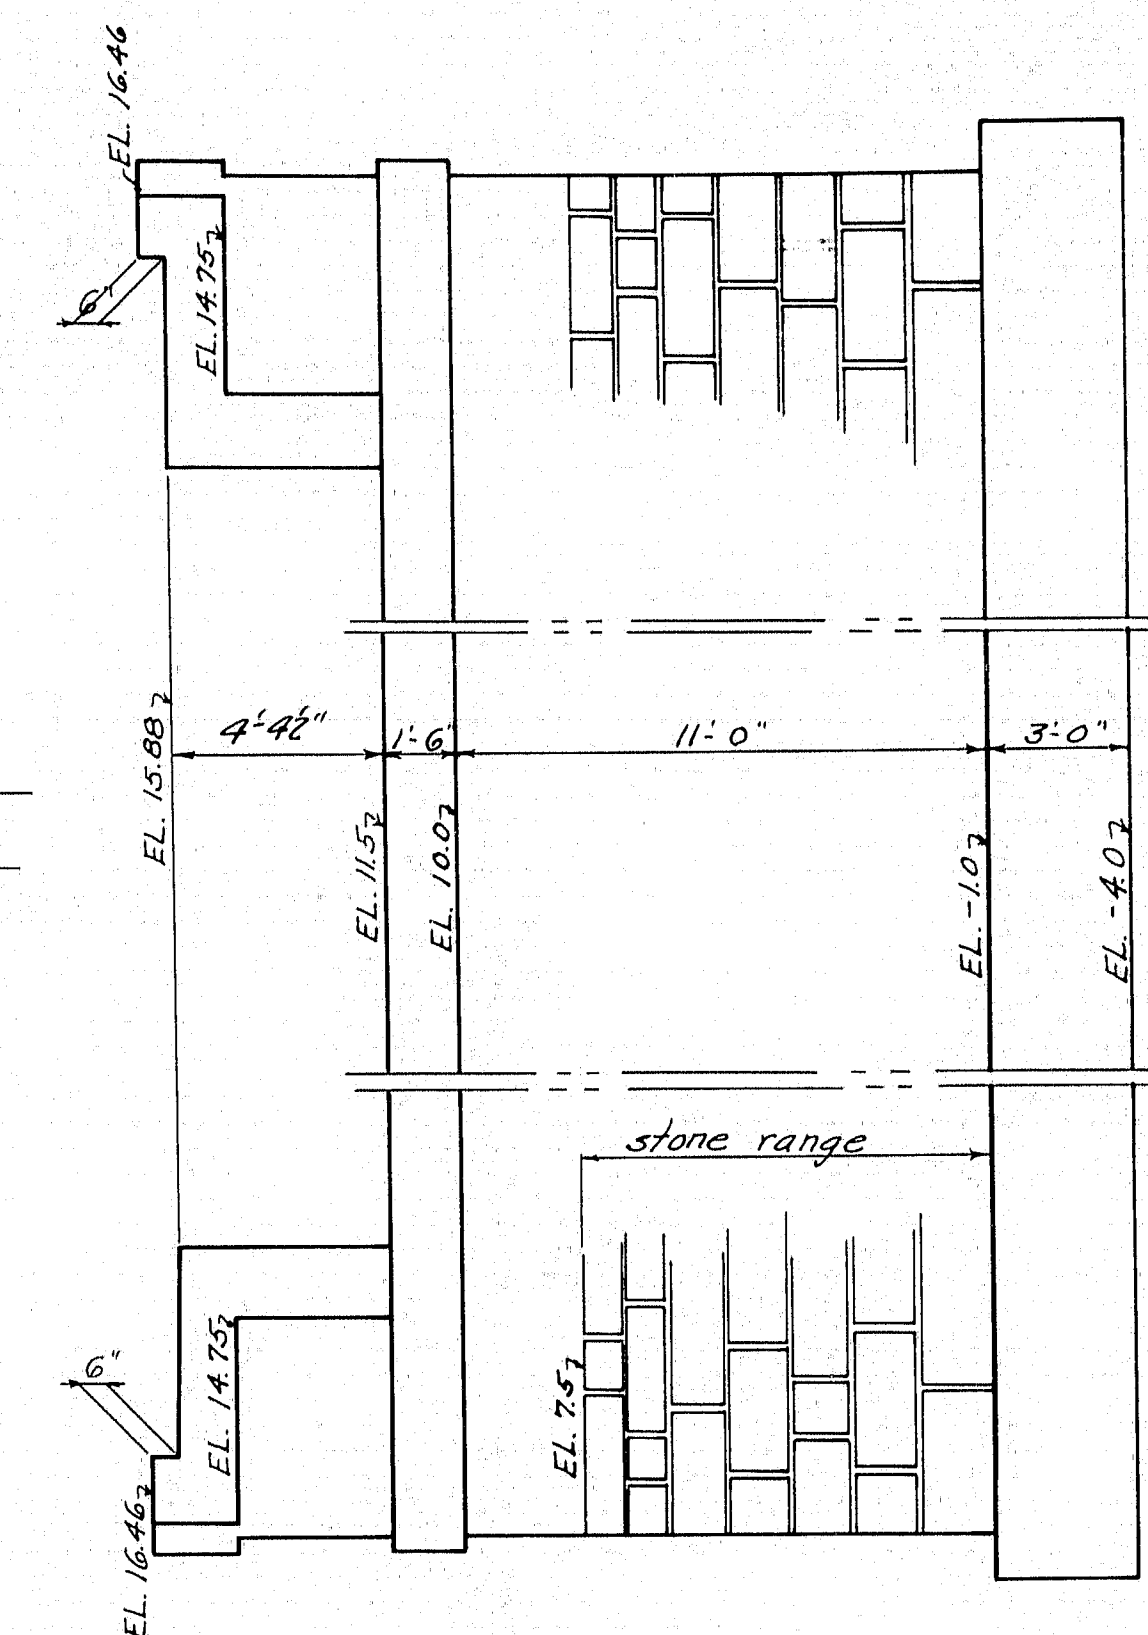 EL. 16.46
6"
EL. 14.75
EL. 15.88
4'-4½"
1'-6"
11'-0"
3'-0"
EL. 11.5
EL. 10.0
EL. -1.0
EL. -4.0
stone range
6"
EL. 14.75
EL. 7.5
EL. 16.46